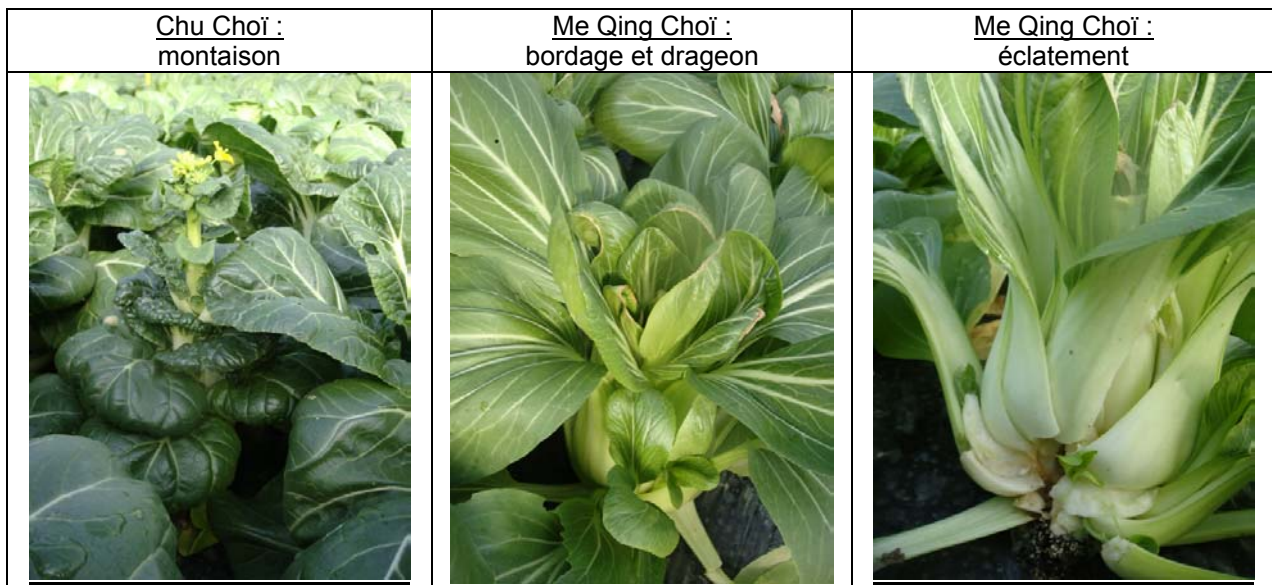 Chu Choï :
montaison
Me Qing Choï :
bordage et drageon
Me Qing Choï :
éclatement